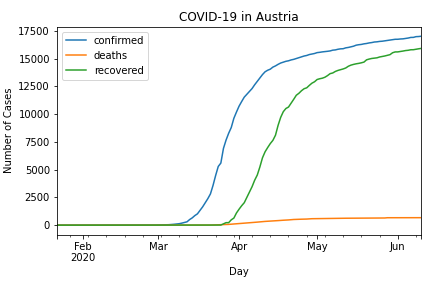 COVID-19 in Austria
17500
15000
12500
10000
7500
5000
2500
0
Number of Cases
confirmed
deaths
recovered
Feb
2020
Mar
Apr
May
Jun
Day